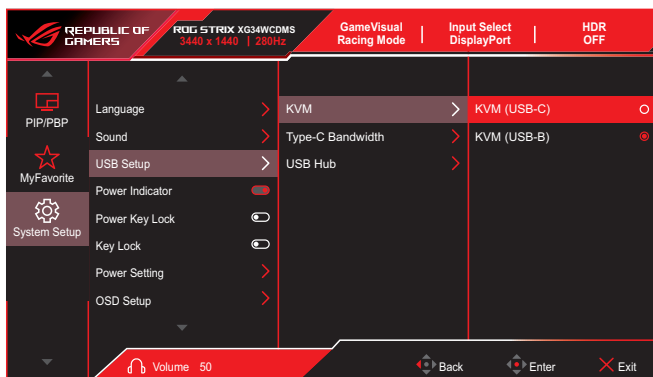 REPUBLIC OF
GAMERS
ROG STRIX XG34WCDMS
3440 x 1440 | 280Hz
GameVisual
Racing Mode
Input Select
DisplayPort
HDR
OFF
PIP/PBP
MyFavorite
System Setup
Language
Sound
USB Setup
Power Indicator
Power Key Lock
Key Lock
Power Setting
OSD Setup
KVM
Type-C Bandwidth
USB Hub
KVM (USB-C)
KVM (USB-B)
Volume 50
Back
Enter
Exit